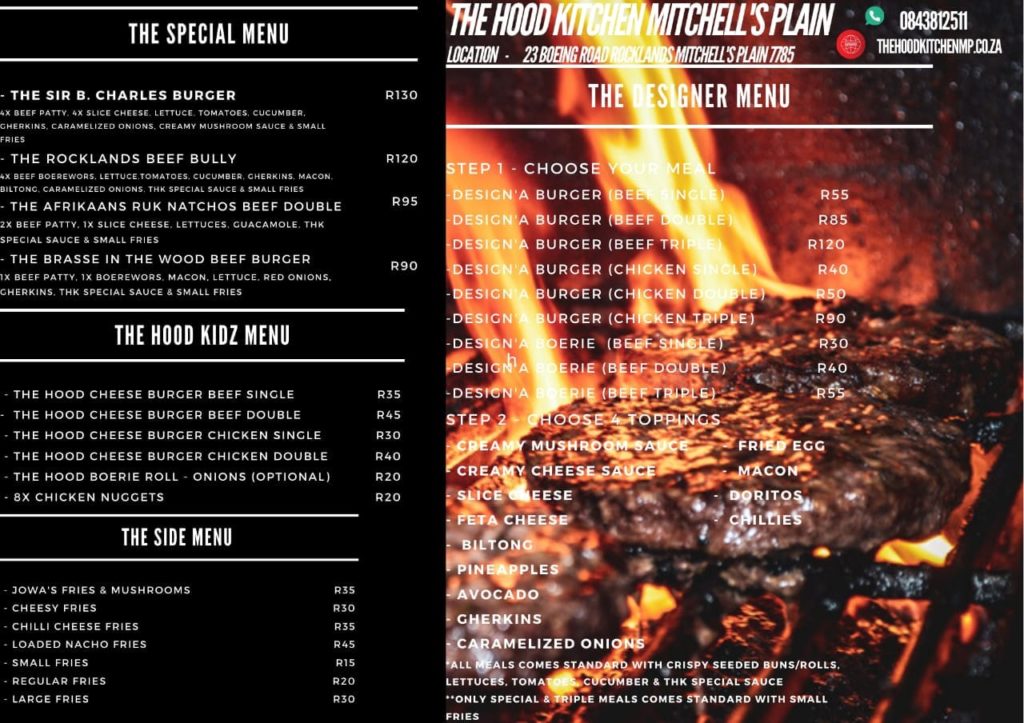 THE SPECIAL MENU
- THE SIR B. CHARLES BURGER R130
4X BEEF PATTY, 4X SLICE CHEESE, LETTUCE, TOMATOES, CUCUMBER,
GHERKINS, CARAMELIZED ONIONS, CREAMY MUSHROOM SAUCE & SMALL
FRIES
- THE ROCKLANDS BEEF BULLY R120
4X BEEF BOEREWORS, LETTUCE,TOMATOES, CUCUMBER, GHERKINS, MACON,
BILTONG, CARAMELIZED ONIONS, THK SPECIAL SAUCE & SMALL FRIES
- THE AFRIKAANS RUK NATCHOS BEEF DOUBLE R95
2X BEEF PATTY, 1X SLICE CHEESE, LETTUCES, GUACAMOLE, THK
SPECIAL SAUCE & SMALL FRIES
- THE BRASSE IN THE WOOD BEEF BURGER R90
1X BEEF PATTY, 1X BOEREWORS, MACON, LETTUCE, RED ONIONS,
GHERKINS, THK SPECIAL SAUCE & SMALL FRIES
THE HOOD KIDZ MENU
- THE HOOD CHEESE BURGER BEEF SINGLE R35
- THE HOOD CHEESE BURGER BEEF DOUBLE R45
- THE HOOD CHEESE BURGER CHICKEN SINGLE R30
- THE HOOD CHEESE BURGER CHICKEN DOUBLE R40
- THE HOOD BOERIE ROLL - ONIONS (OPTIONAL) R20
- 8X CHICKEN NUGGETS R20
THE SIDE MENU
- JOWA'S FRIES & MUSHROOMS R35
- CHEESY FRIES R30
- CHILLI CHEESE FRIES R35
- LOADED NACHO FRIES R45
- SMALL FRIES R15
- REGULAR FRIES R20
- LARGE FRIES R30
THE HOOD KITCHEN MITCHELL'S PLAIN
0843812511
LOCATION - 23 BOEING ROAD ROCKLANDS MITCHELL'S PLAIN 7785
THEHOODKITCHENMP.CO.ZA
THE DESIGNER MENU
STEP 1 - CHOOSE YOUR MEAL
-DESIGN'A BURGER (BEEF SINGLE) R55
-DESIGN'A BURGER (BEEF DOUBLE) R85
-DESIGN'A BURGER (BEEF TRIPLE) R120
-DESIGN'A BURGER (CHICKEN SINGLE) R40
-DESIGN'A BURGER (CHICKEN DOUBLE) R50
-DESIGN'A BURGER (CHICKEN TRIPLE) R90
-DESIGN'A BOERIE (BEEF SINGLE) R30
h
-DESIGN'A BOERIE (BEEF DOUBLE) R40
-DESIGN'A BOERIE (BEEF TRIPLE) R55
STEP 2 - CHOOSE 4 TOPPINGS
- CREAMY MUSHROOM SAUCE - FRIED EGG
- CREAMY CHEESE SAUCE - MACON
- SLICE CHEESE - DORITOS
- FETA CHEESE - CHILLIES
- BILTONG
- PINEAPPLES
- AVOCADO
- GHERKINS
- CARAMELIZED ONIONS
*ALL MEALS COMES STANDARD WITH CRISPY SEEDED BUNS/ROLLS,
LETTUCES, TOMATOES, CUCUMBER & THK SPECIAL SAUCE
**ONLY SPECIAL & TRIPLE MEALS COMES STANDARD WITH SMALL
FRIES